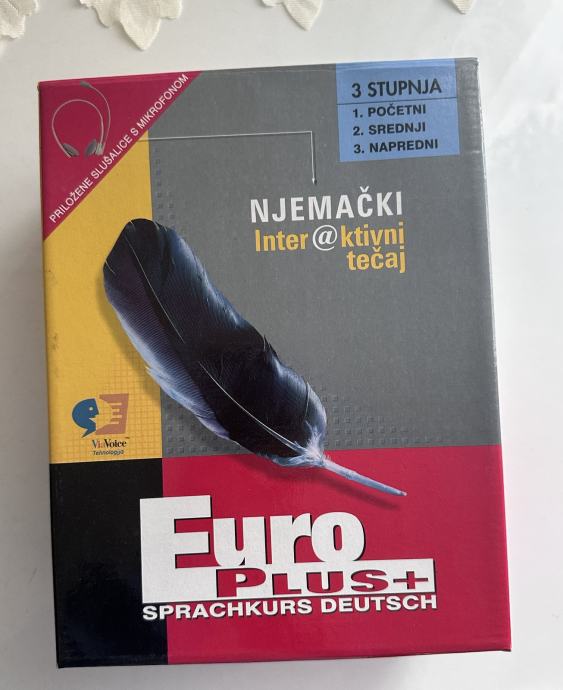 PRILOŽENE SLUŠALICE S MIKROFONOM
3 STUPNJA
1. POČETNI
2. SREDNJI
3. NAPREDNI
NJEMAČKI
Inter@ktivni
tečaj
ViaVoice™
Tehnologija
Euro
PLUS+
SPRACHKURS DEUTSCH